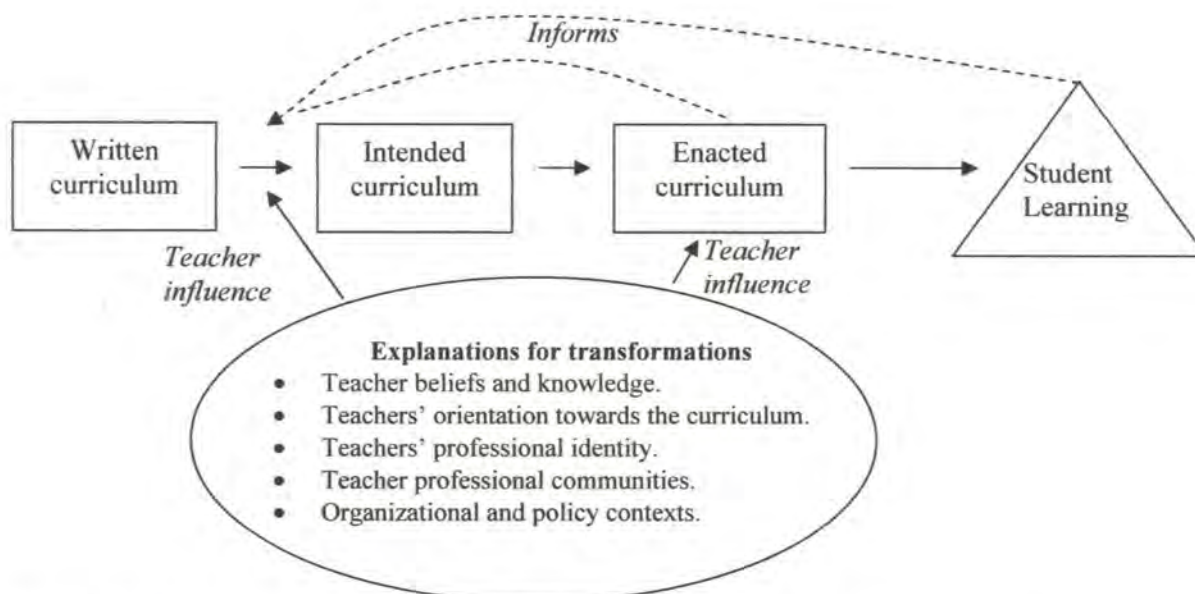 Informs
Written
curriculum
Intended
curriculum
Enacted
curriculum
Student
Learning
Teacher
influence
Teacher
influence
Explanations for transformations
• Teacher beliefs and knowledge.
• Teachers' orientation towards the curriculum.
• Teachers' professional identity.
• Teacher professional communities.
• Organizational and policy contexts.